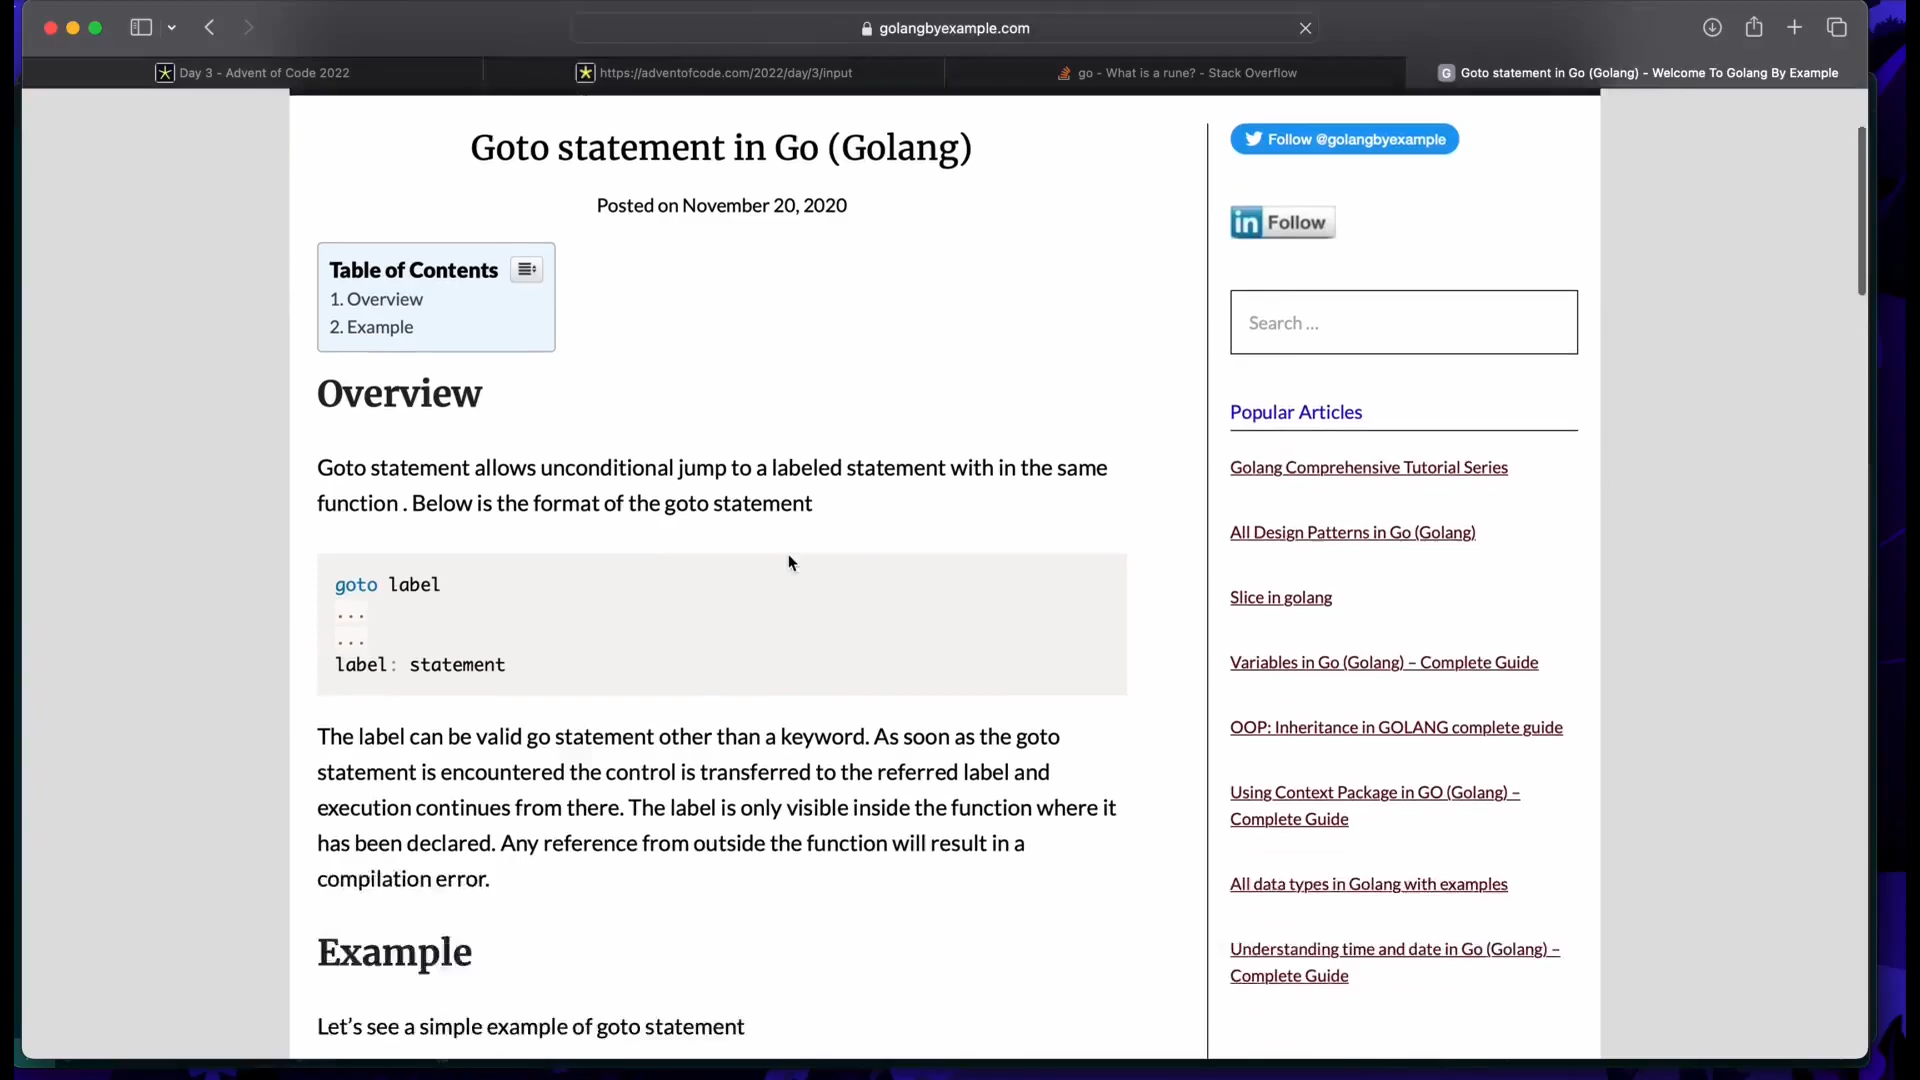 golangbyexample.com
Day 3 - Advent of Code 2022
https://adventofcode.com/2022/day/3/input
go - What is a rune? - Stack Overflow
G
Goto statement in Go (Golang) - Welcome To Golang By Example
Goto statement in Go (Golang)
Posted on November 20, 2020
Table of Contents
1. Overview
2. Example
Overview
Goto statement allows unconditional jump to a labeled statement with in the same
function . Below is the format of the goto statement
goto label
...
...
label: statement
The label can be valid go statement other than a keyword. As soon as the goto
statement is encountered the control is transferred to the referred label and
execution continues from there. The label is only visible inside the function where it
has been declared. Any reference from outside the function will result in a
compilation error.
Example
Let’s see a simple example of goto statement
Follow @golangbyexample
in Follow
Search ...
Popular Articles
Golang Comprehensive Tutorial Series
All Design Patterns in Go (Golang)
Slice in golang
Variables in Go (Golang) – Complete Guide
OOP: Inheritance in GOLANG complete guide
Using Context Package in GO (Golang) –
Complete Guide
All data types in Golang with examples
Understanding time and date in Go (Golang) –
Complete Guide